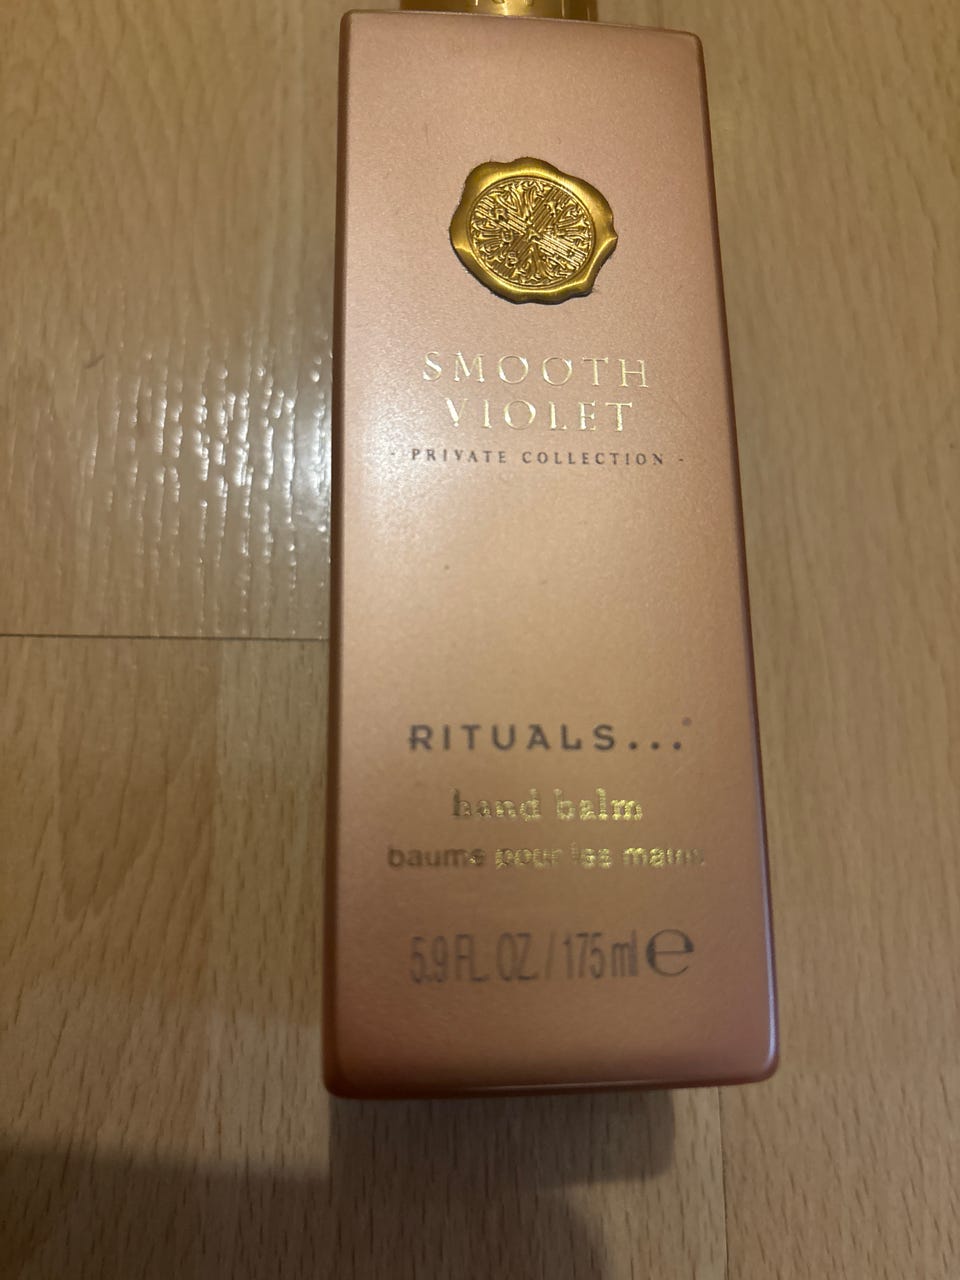 SMOOTH
VIOLET
- PRIVATE COLLECTION -
RITUALS...®
hand balm
baume pour les mains
5.9 FL. OZ. / 175 ml e